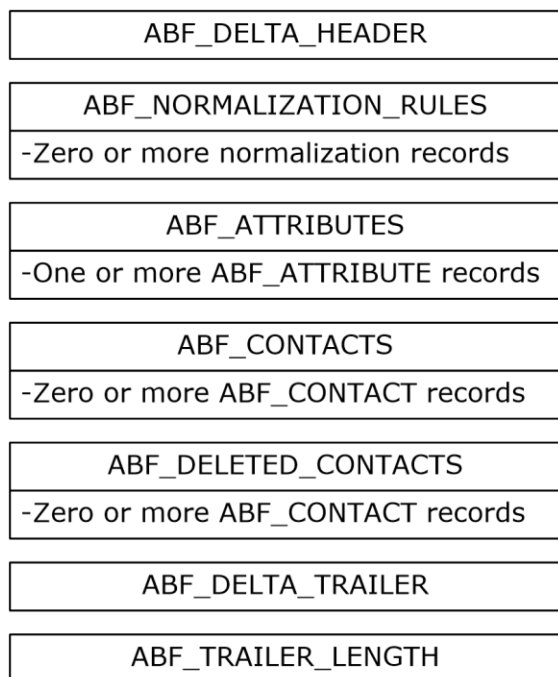 ABF_DELTA_HEADER
ABF_NORMALIZATION_RULES
-Zero or more normalization records
ABF_ATTRIBUTES
-One or more ABF_ATTRIBUTE records
ABF_CONTACTS
-Zero or more ABF_CONTACT records
ABF_DELETED_CONTACTS
-Zero or more ABF_CONTACT records
ABF_DELTA_TRAILER
ABF_TRAILER_LENGTH